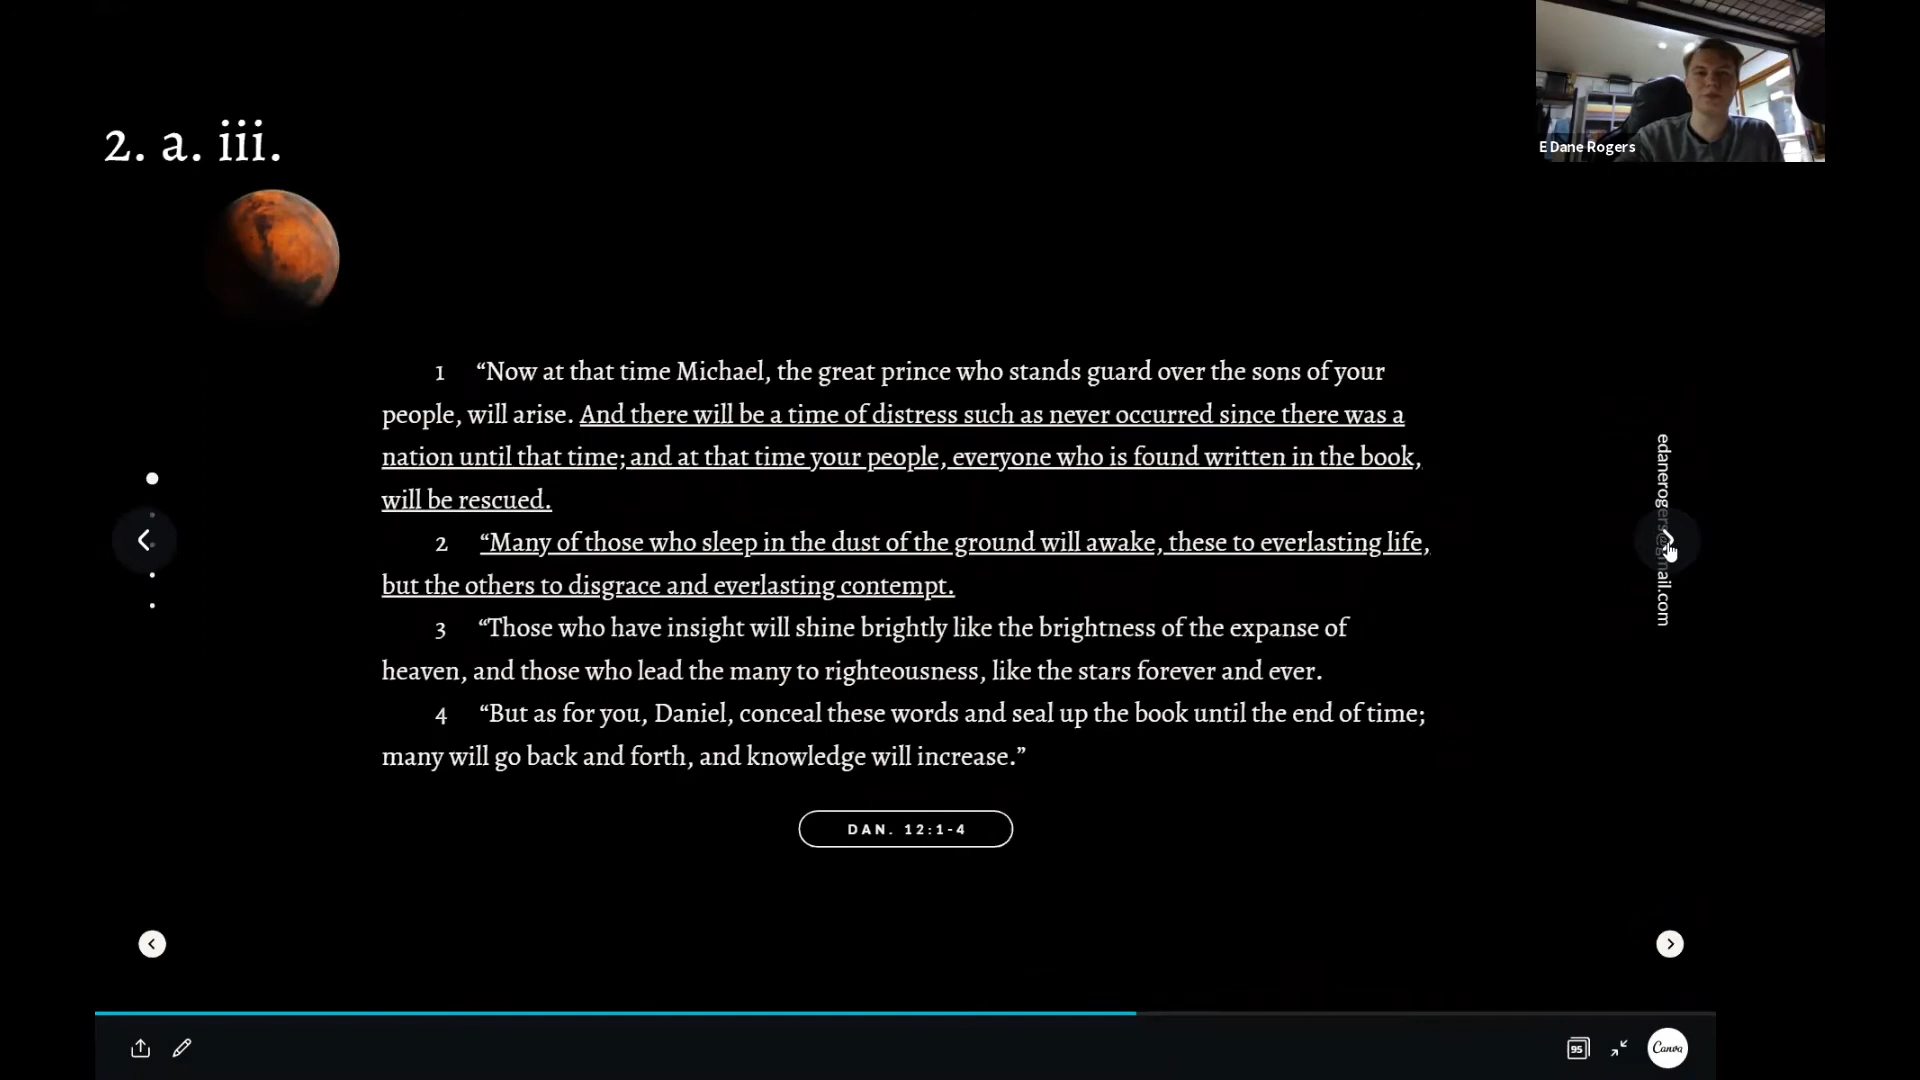 2. a. iii.
E Dane Rogers
1 “Now at that time Michael, the great prince who stands guard over the sons of your
people, will arise. And there will be a time of distress such as never occurred since there was a
nation until that time; and at that time your people, everyone who is found written in the book,
will be rescued.
2 “Many of those who sleep in the dust of the ground will awake, these to everlasting life,
but the others to disgrace and everlasting contempt.
3 “Those who have insight will shine brightly like the brightness of the expanse of
heaven, and those who lead the many to righteousness, like the stars forever and ever.
4 “But as for you, Daniel, conceal these words and seal up the book until the end of time;
many will go back and forth, and knowledge will increase.”
DAN. 12:1-4
edanerogers@gmail.com
95
Canva